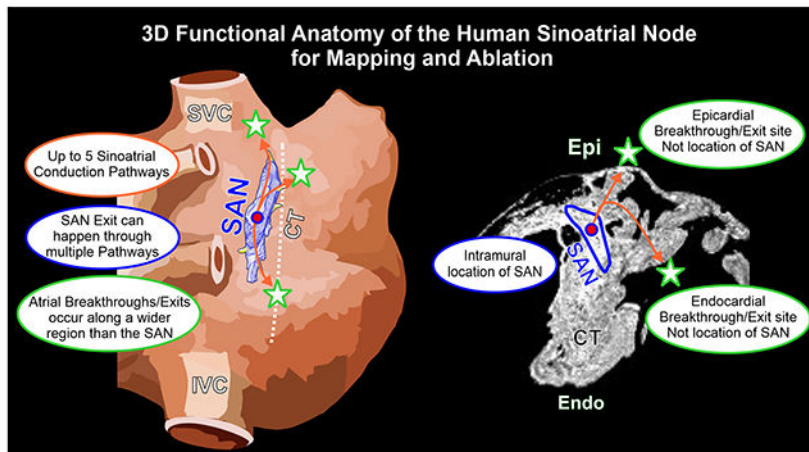 3D Functional Anatomy of the Human Sinoatrial Node
for Mapping and Ablation
SVC
Up to 5 Sinoatrial
Conduction Pathways
SAN
CT
SAN Exit can
happen through
multiple Pathways
Atrial Breakthroughs/Exits
occur along a wider
region than the SAN
IVC
Epicardial
Breakthrough/Exit site
Not location of SAN
Epi
Intramural
location of SAN
SAN
Endocardial
Breakthrough/Exit site
Not location of SAN
CT
Endo